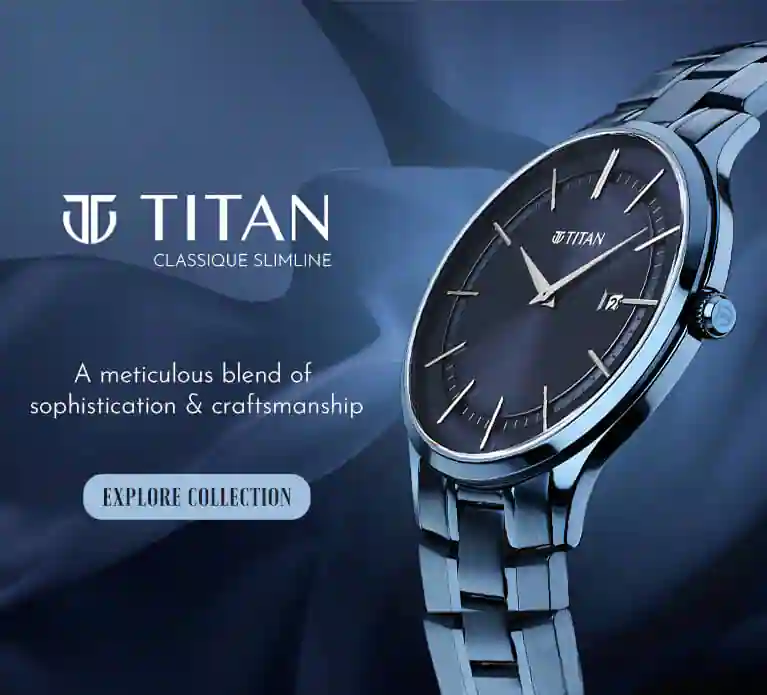 TITAN
CLASSIQUE SLIMLINE
A meticulous blend of
sophistication & craftsmanship
EXPLORE COLLECTION
TITAN